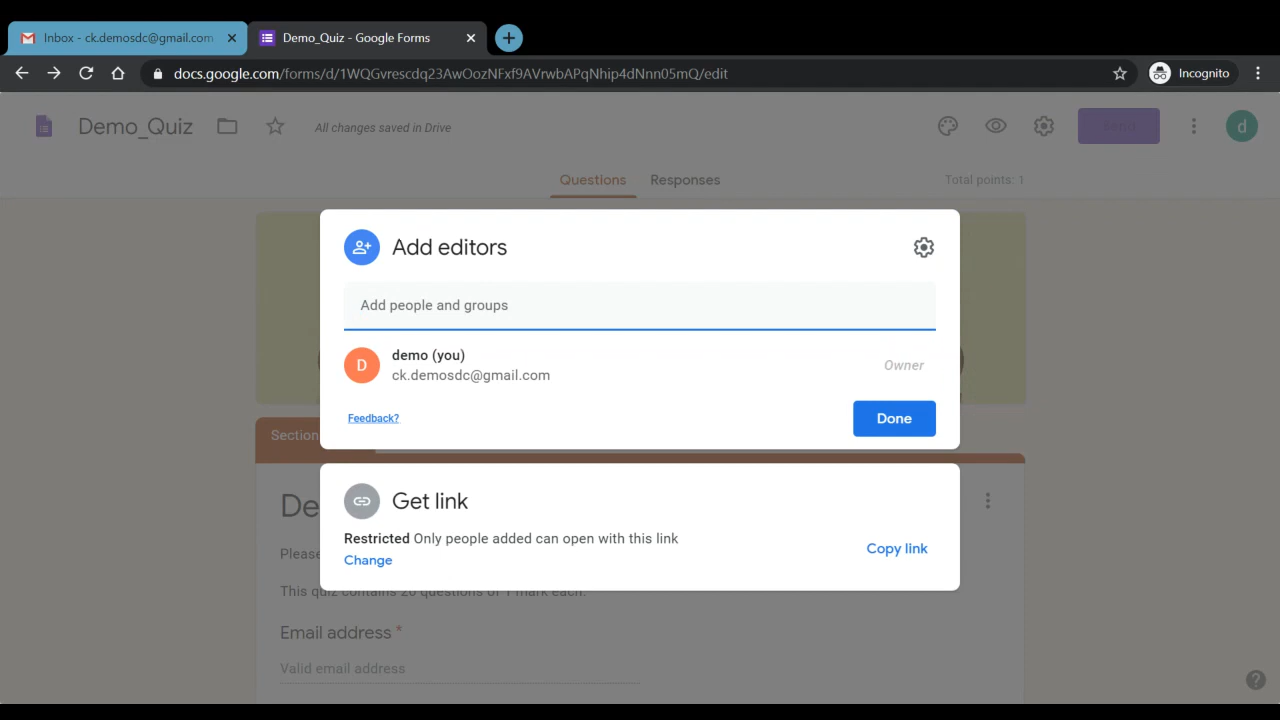 Inbox - ck.demosdc@gmail.com
Demo_Quiz - Google Forms
docs.google.com/forms/d/1WQGvrescdq23AwOozNFxf9AVrwbAPqNhip4dNnn05mQ/edit
Incognito
Demo_Quiz
All changes saved in Drive
Send
d
Questions
Responses
Total points: 1
Add editors
Add people and groups
D
demo (you)
ck.demosdc@gmail.com
Owner
Feedback?
Done
Section
Get link
Restricted Only people added can open with this link
Change
Copy link
This quiz contains 20 questions of 1 mark each.
Email address *
Valid email address